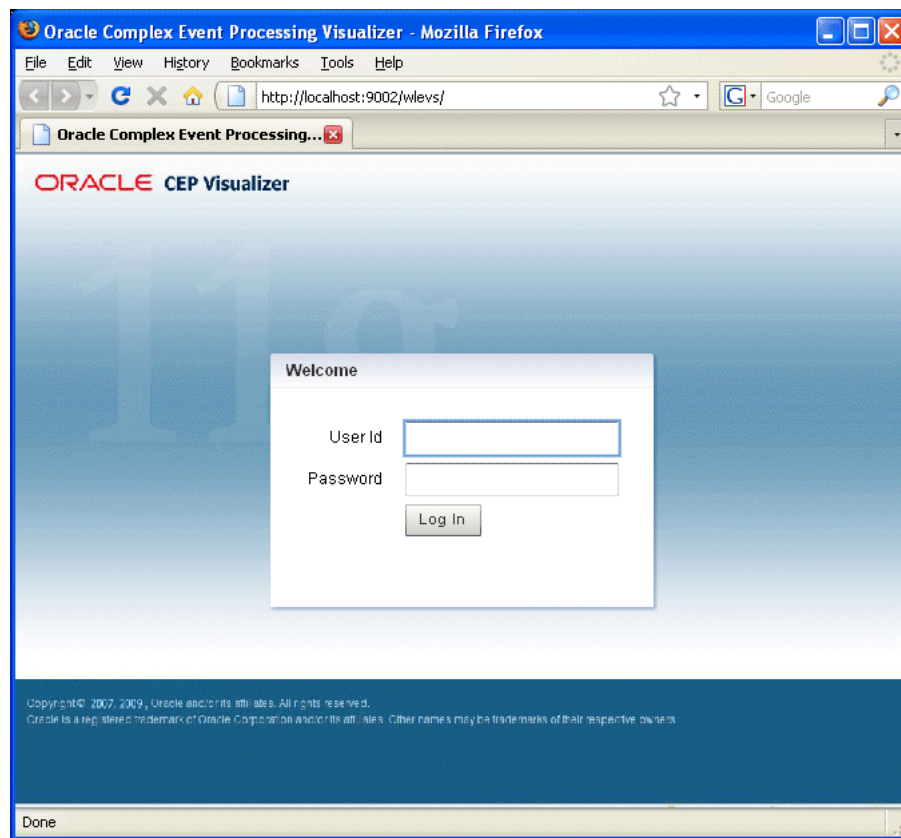 Oracle Complex Event Processing Visualizer - Mozilla Firefox
File Edit View History Bookmarks Tools Help
http://localhost:9002/wlevs/ G Google
Oracle Complex Event Processing...
ORACLE CEP Visualizer
11g
Welcome
User Id
Password
Log In
Copyright© 2007, 2009 , Oracle and/or its affiliates. All rights reserved.
Oracle is a registered trademark of Oracle Corporation and/or its affiliates. Other names may be trademarks of their respective owners.
Done